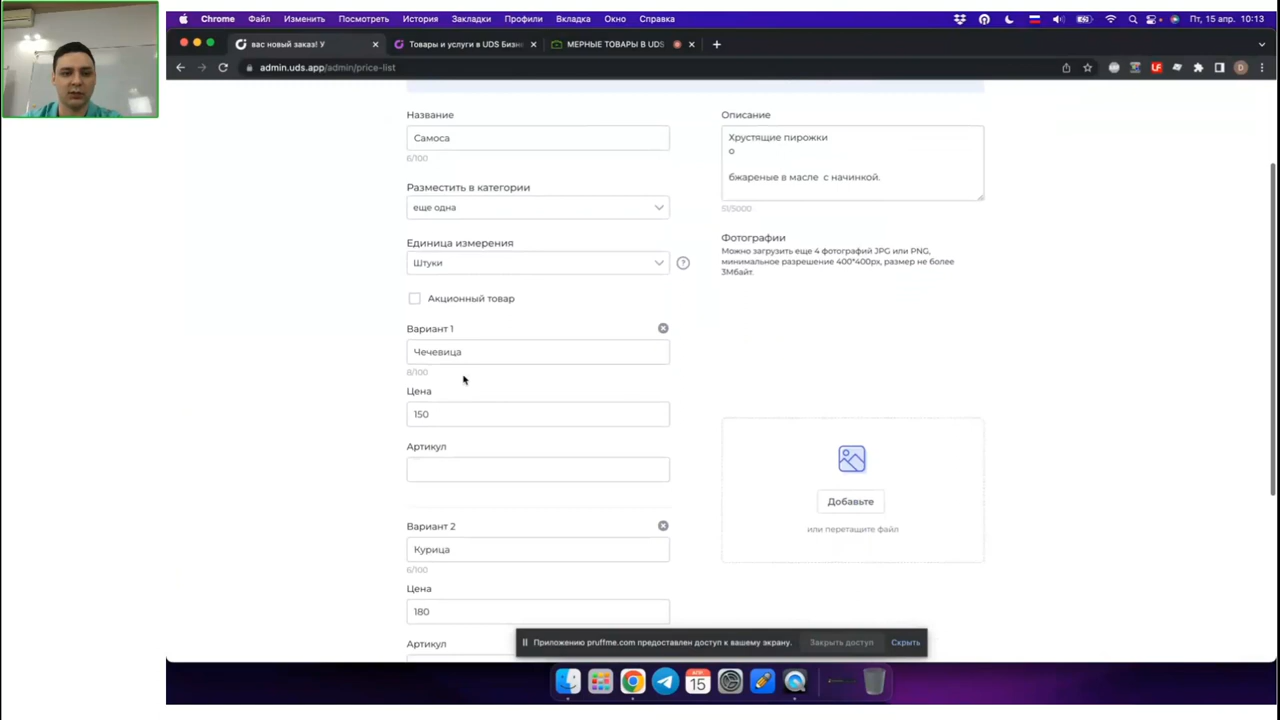 Chrome Файл Изменить Посмотреть История Закладки Профили Вкладка Окно Справка
Пт, 15 апр. 10:13
вас новый заказ! У
Товары и услуги в UDS Бизн
МЕРНЫЕ ТОВАРЫ В UDS
admin.uds.app/admin/price-list
Название
Самоса
6/100
Разместить в категории
еще одна
Единица измерения
Штуки
?
Акционный товар
Вариант 1
Чечевица
8/100
Цена
150
Артикул
Вариант 2
Курица
6/100
Цена
180
Артикул
Описание
Хрустящие пирожки
о
бжареные в масле с начинкой.
51/5000
Фотографии
Можно загрузить еще 4 фотографий JPG или PNG,
минимальное разрешение 400*400px, размер не более
3Мбайт.
Добавьте
или перетащите файл
Приложению pruffme.com предоставлен доступ к вашему экрану.
Закрыть доступ
Скрыть
АПР.
15